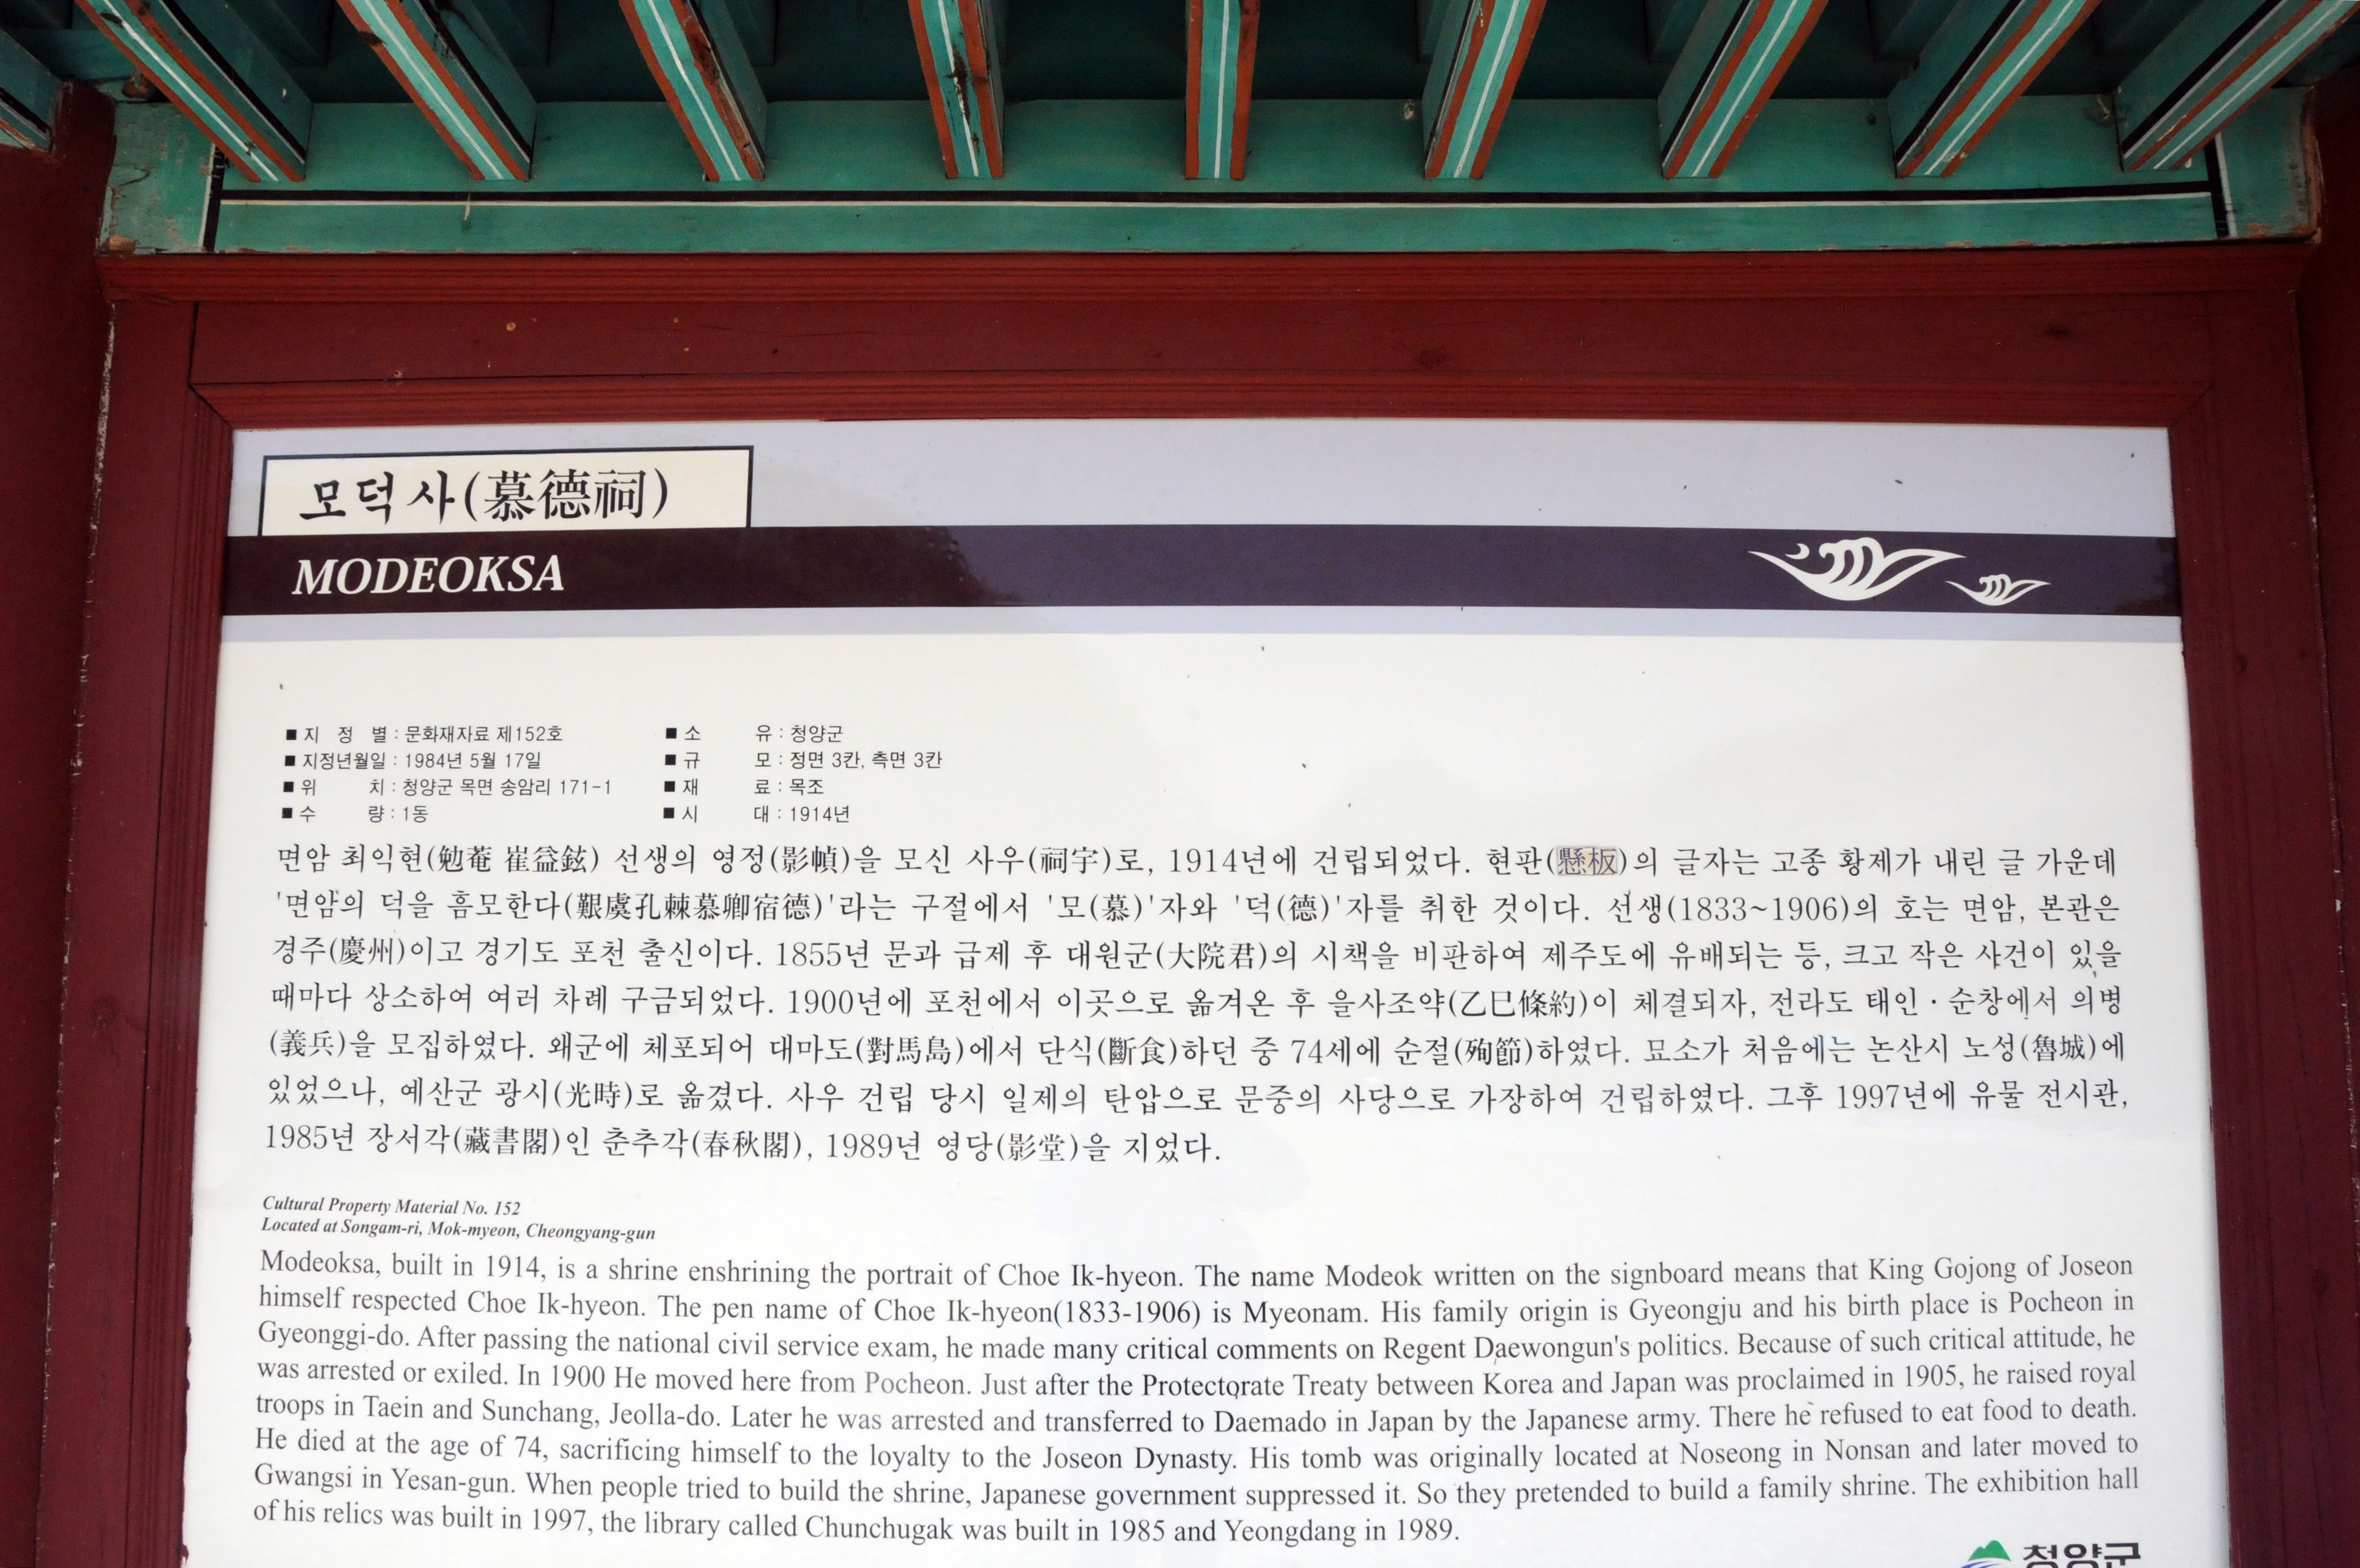 모덕사(慕德祠)
MODEOKSA
■ 지 정 별 : 문화재자료 제152호
■ 지정년월일 : 1984년 5월 17일
■ 위 치 : 청양군 목면 송암리 171-1
■ 수 량 : 1동
■ 소 유 : 청양군
■ 규 모 : 정면 3칸, 측면 3칸
■ 재 료 : 목조
■ 시 대 : 1914년
면암 최익현(勉菴 崔益鉉) 선생의 영정(影幀)을 모신 사우(祠宇)로, 1914년에 건립되었다. 현판(懸板)의 글자는 고종 황제가 내린 글 가운데
'면암의 덕을 흠모한다(艱虞孔棘慕卿宿德)'라는 구절에서 '모(慕)'자와 '덕(德)'자를 취한 것이다. 선생(1833~1906)의 호는 면암, 본관은
경주(慶州)이고 경기도 포천 출신이다. 1855년 문과 급제 후 대원군(大院君)의 시책을 비판하여 제주도에 유배되는 등, 크고 작은 사건이 있을
때마다 상소하여 여러 차례 구금되었다. 1900년에 포천에서 이곳으로 옮겨온 후 을사조약(乙巳條約)이 체결되자, 전라도 태인·순창에서 의병
(義兵)을 모집하였다. 왜군에 체포되어 대마도(對馬島)에서 단식(斷食)하던 중 74세에 순절(殉節)하였다. 묘소가 처음에는 논산시 노성(魯城)에
있었으나, 예산군 광시(光時)로 옮겼다. 사우 건립 당시 일제의 탄압으로 문중의 사당으로 가장하여 건립하였다. 그후 1997년에 유물 전시관,
1985년 장서각(藏書閣)인 춘추각(春秋閣), 1989년 영당(影堂)을 지었다.
Cultural Property Material No. 152
Located at Songam-ri, Mok-myeon, Cheongyang-gun
Modeoksa, built in 1914, is a shrine enshrining the portrait of Choe Ik-hyeon. The name Modeok written on the signboard means that King Gojong of Joseon
himself respected Choe Ik-hyeon. The pen name of Choe Ik-hyeon(1833-1906) is Myeonam. His family origin is Gyeongju and his birth place is Pocheon in
Gyeonggi-do. After passing the national civil service exam, he made many critical comments on Regent Daewongun's politics. Because of such critical attitude, he
was arrested or exiled. In 1900 He moved here from Pocheon. Just after the Protectorate Treaty between Korea and Japan was proclaimed in 1905, he raised royal
troops in Taein and Sunchang, Jeolla-do. Later he was arrested and transferred to Daemado in Japan by the Japanese army. There he refused to eat food to death.
He died at the age of 74, sacrificing himself to the loyalty to the Joseon Dynasty. His tomb was originally located at Noseong in Nonsan and later moved to
Gwangsi in Yesan-gun. When people tried to build the shrine, Japanese government suppressed it. So they pretended to build a family shrine. The exhibition hall
of his relics was built in 1997, the library called Chunchugak was built in 1985 and Yeongdang in 1989.
청양군